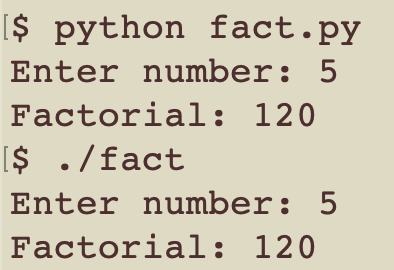 [$ python fact.py
Enter number: 5
Factorial: 120
[$ ./fact
Enter number: 5
Factorial: 120